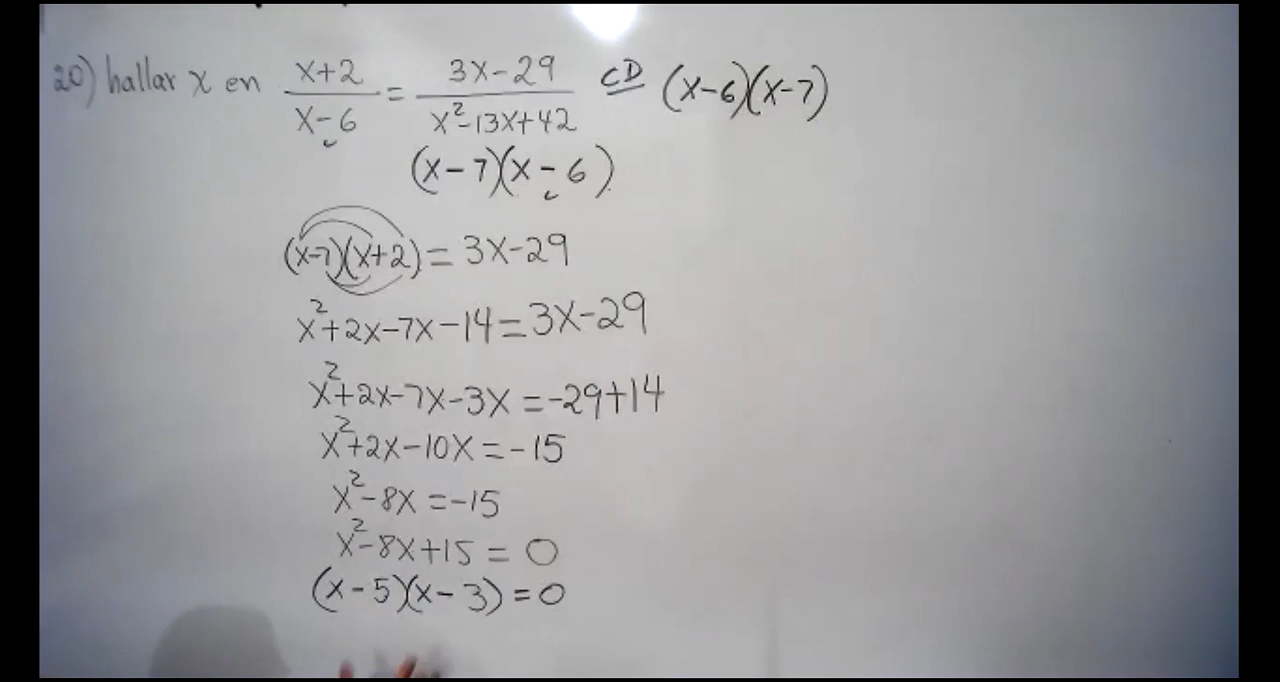 20) hallar x en (x+2)/(x-6) = (3x-29)/(x²-13x+42) CD (x-6)(x-7)
(x-7)(x-6)
(x-7)(x+2) = 3x-29
x²+2x-7x-14 = 3x-29
x²+2x-7x-3x = -29+14
x²+2x-10x = -15
x²-8x = -15
x²-8x+15 = 0
(x-5)(x-3) = 0